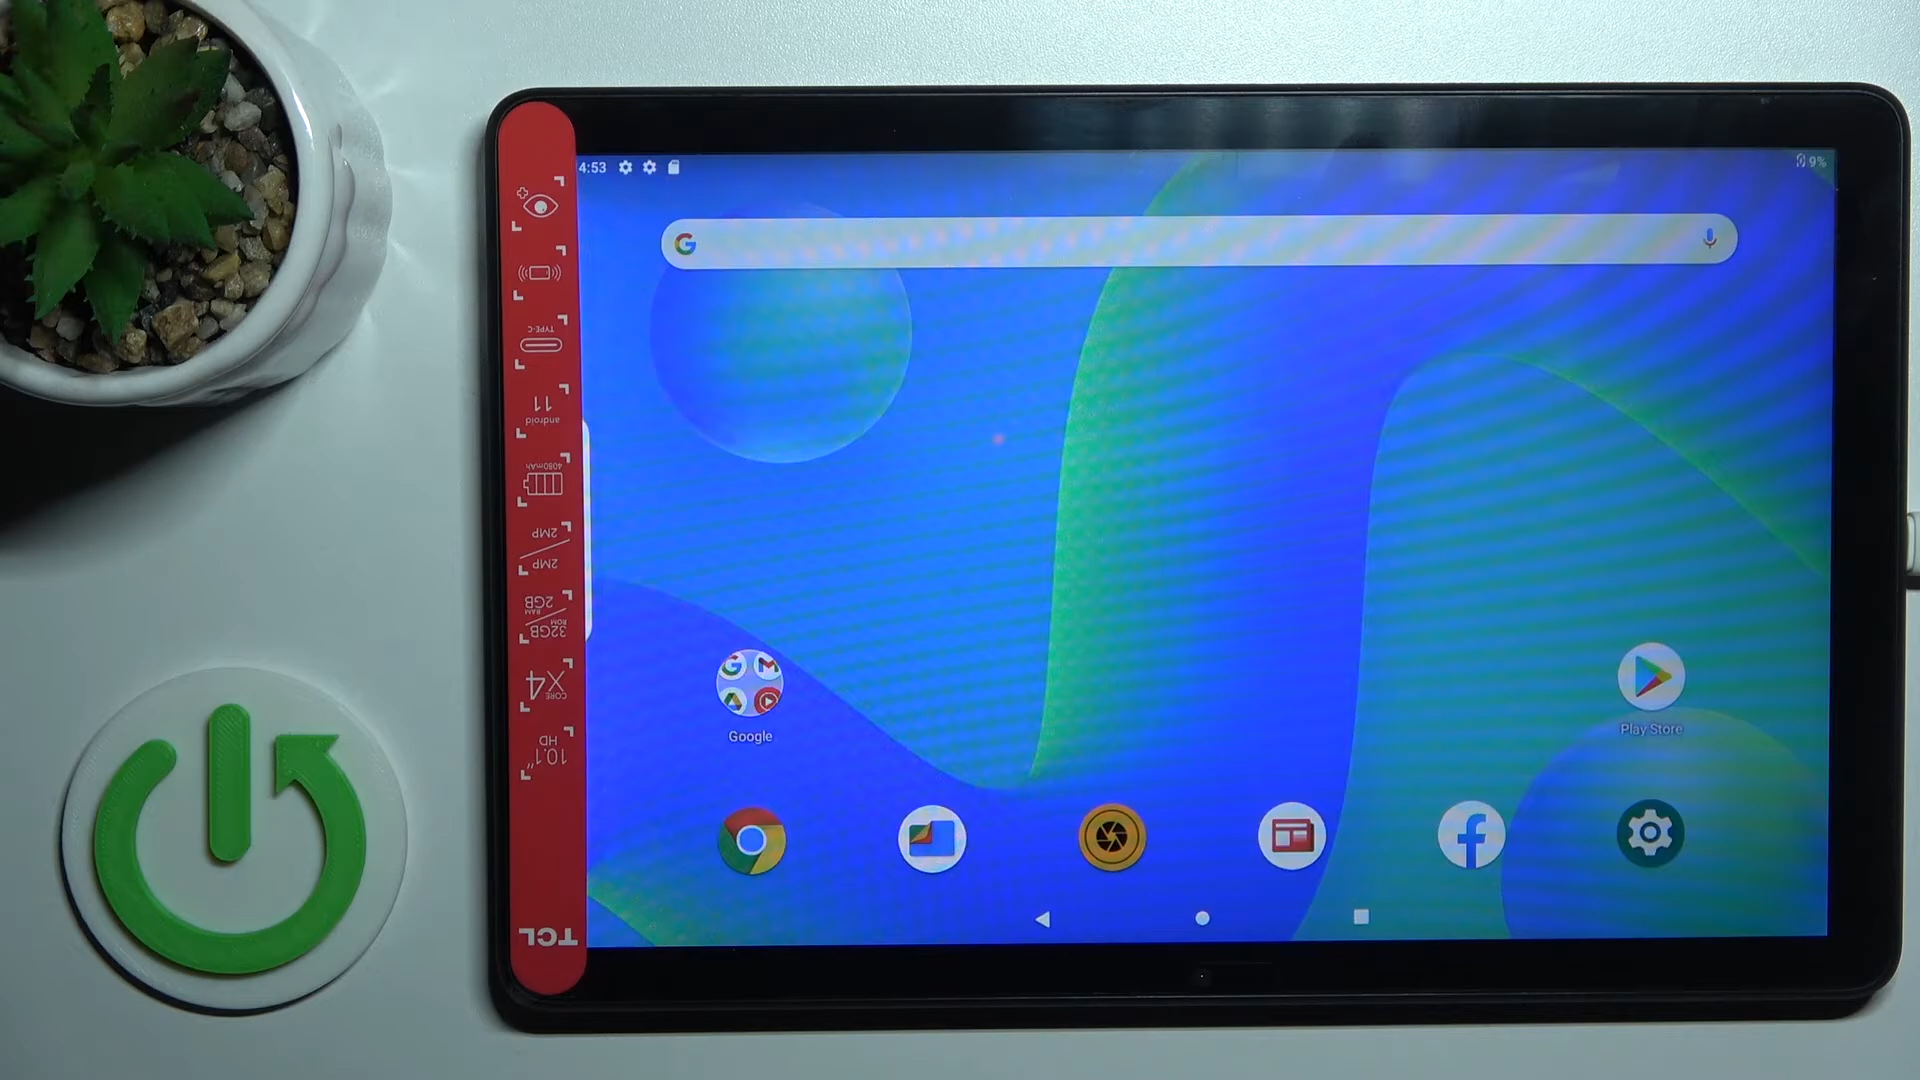 4:53
9%
TYPE-C
11
android
4080mAh
2MP
2MP
2GB
RAM
ROM
32GB
X4
CORE
HD
10.1"
TCL
Google
Play Store